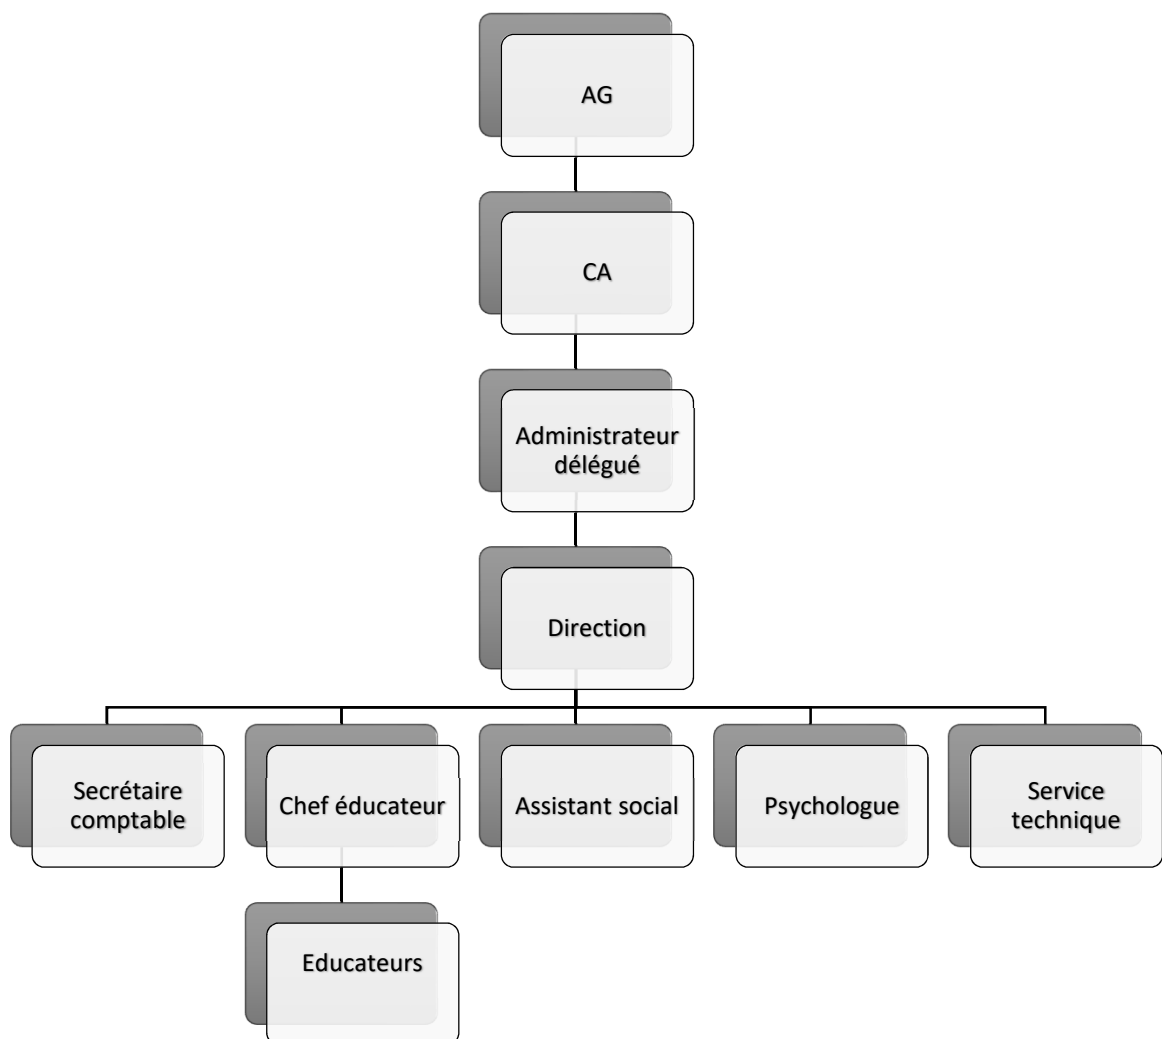 AG
CA
Administrateur
délégué
Direction
Secrétaire
comptable
Chef éducateur
Assistant social
Psychologue
Service
technique
Educateurs